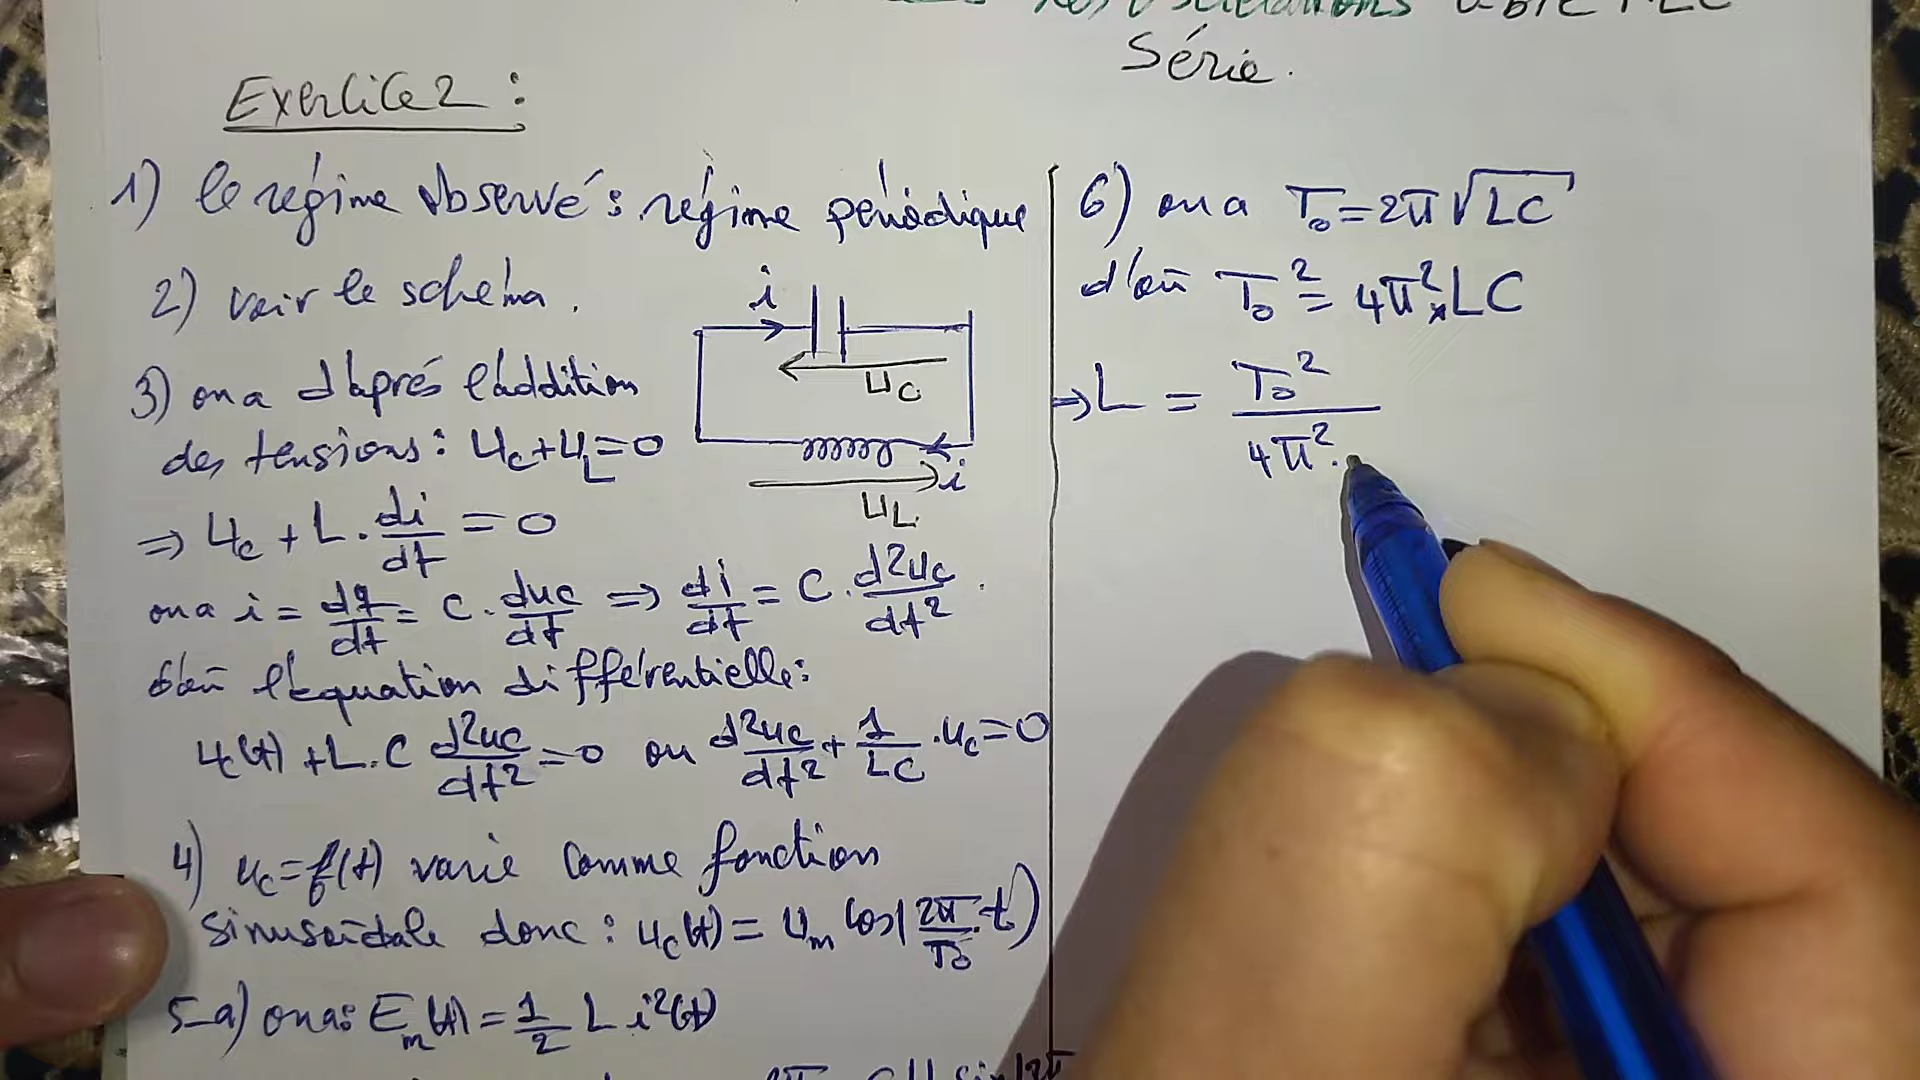 oscillations libre RLC
Série.
Exercice 2 :
1) le régime observé : régime périodique
2) voir le schéma .
i
uC
i
uL
3) on a d'après l'addition
des tensions : uC + uL = 0
⇒ uC + L . di/dt = 0
on a i = dq/dt = C . duC/dt ⇒ di/dt = C . d²uC/dt² .
d'où l'équation différentielle :
uC(t) + L . C d²uC/dt² = 0 ou d²uC/dt² + 1/LC . uC = 0
4) uC = f(t) varie comme fonction
sinusoïdale donc : uC(t) = Um cos(2π/T0 . t)
5-a) on a : Em(t) = 1/2 L i²(t)
6) on a T0 = 2π √LC
d'où T0² = 4π² x LC
⇒ L = T0² / 4π² .